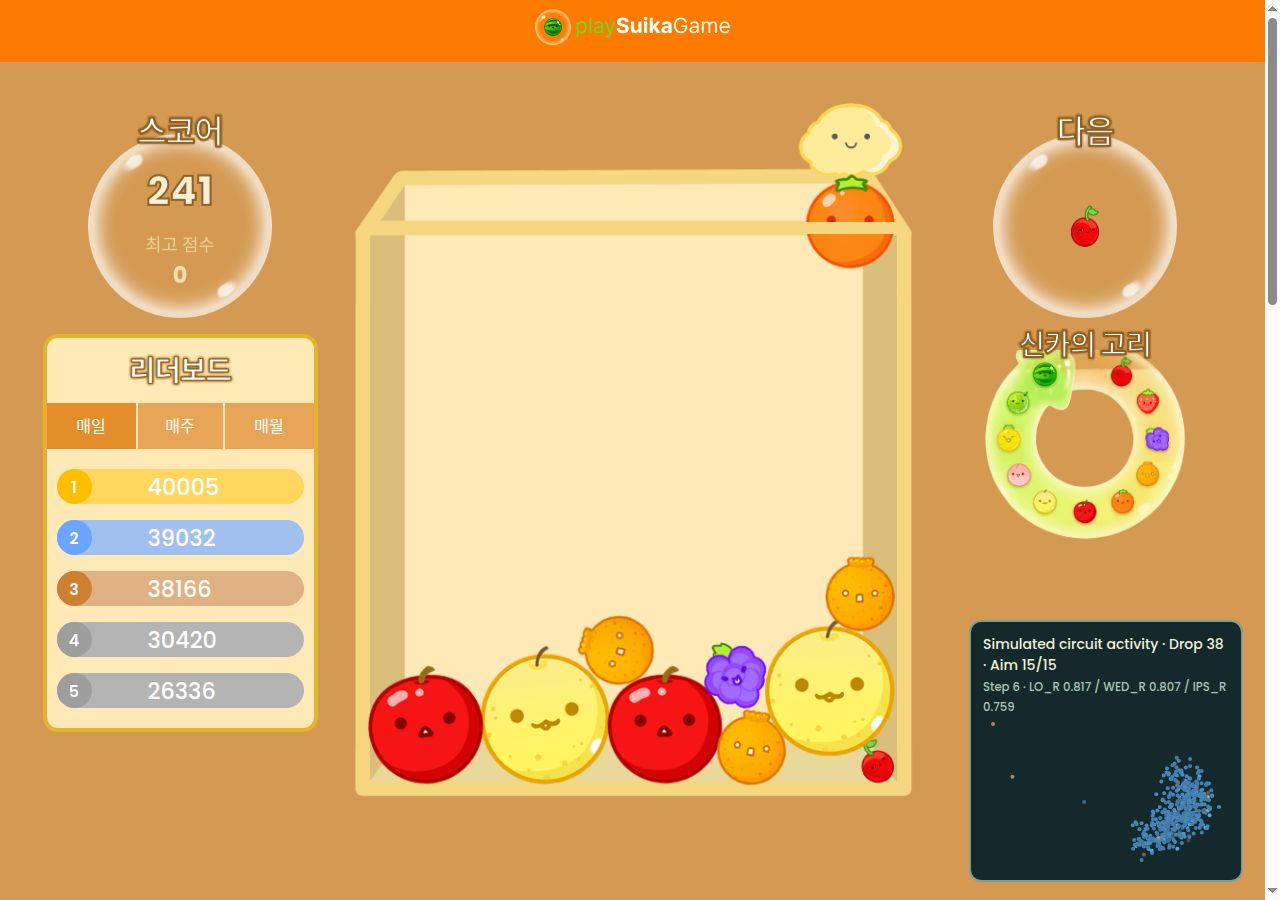 playSuikaGame
스코어
241
최고 점수
0
다음
리더보드
매일 매주 매월
1 40005
2 39032
3 38166
4 30420
5 26336
신카의 고리
Simulated circuit activity · Drop 38
· Aim 15/15
Step 6 · LO_R 0.817 / WED_R 0.807 / IPS_R
0.759